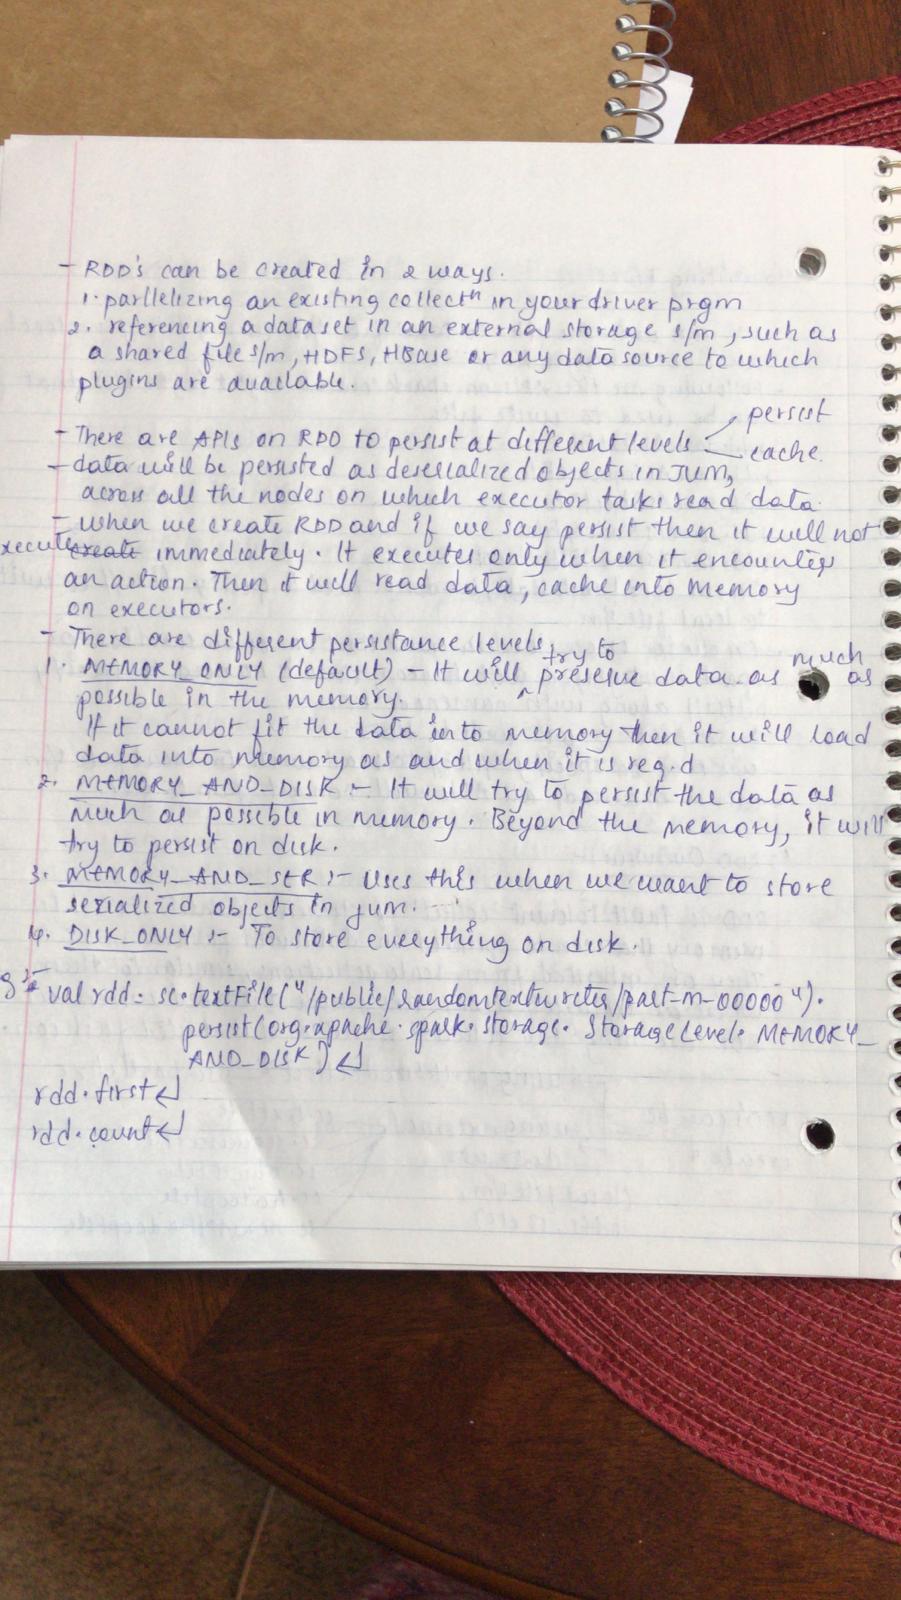 - RDD's can be created in 2 ways.
1. parllelizing an existing collectn in your driver prgm
2. referencing a dataset in an external storage s/m, such as
a shared file s/m, HDFS, HBase or any data source to which
plugins are available.
- There are APIs on RDD to persist at different levels
persist
cache
- data will be persisted as deserialized objects in JVM,
across all the nodes on which executor tasks read data.
- when we create RDD and if we say persist then it will not
execute create immediately. It executes only when it encounters
an action. Then it will read data, cache into memory
on executors.
- There are different persistance levels
1. MEMORY_ONLY (default) - It will try to preserve data as much as
possible in the memory.
If it cannot fit the data into memory then it will load
data into memory as and when it is req.d
2. MEMORY_AND_DISK :- It will try to persist the data as
much as possible in memory. Beyond the memory, it will
try to persist on disk.
3. MEMORY_AND_SER :- Uses this when we want to store
serialized objects in jvm.
4. DISK_ONLY :- To store everything on disk.
val rdd = sc.textFile("/public/randomtextwriter/part-m-00000").
persist(org.apache.spark.storage.StorageLevel.MEMORY_
AND_DISK) ↵
rdd.first ↵
rdd.count ↵